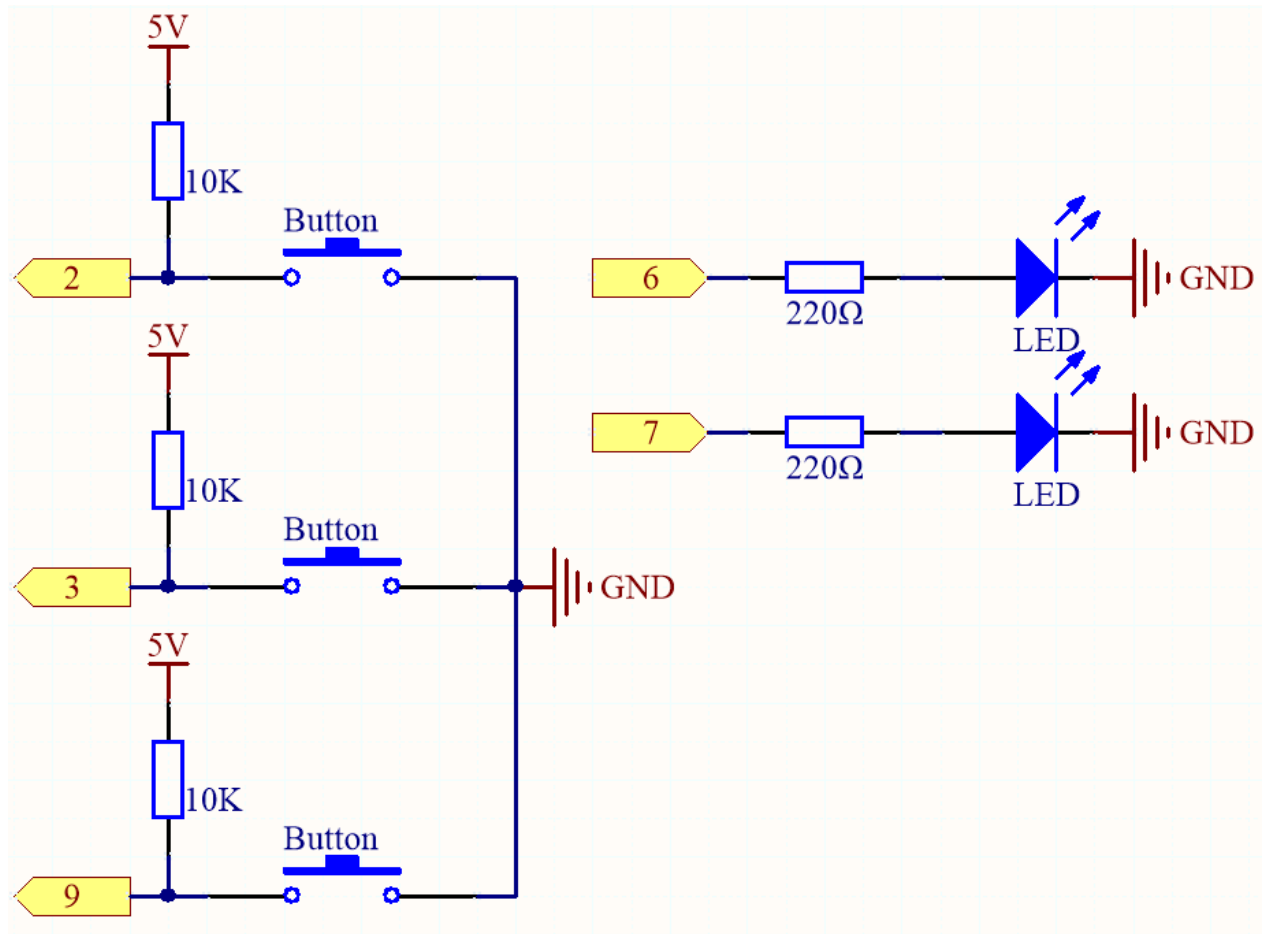 5V
10K
Button
2
5V
10K
Button
3
GND
5V
10K
Button
9
6
220Ω
LED
GND
7
220Ω
LED
GND